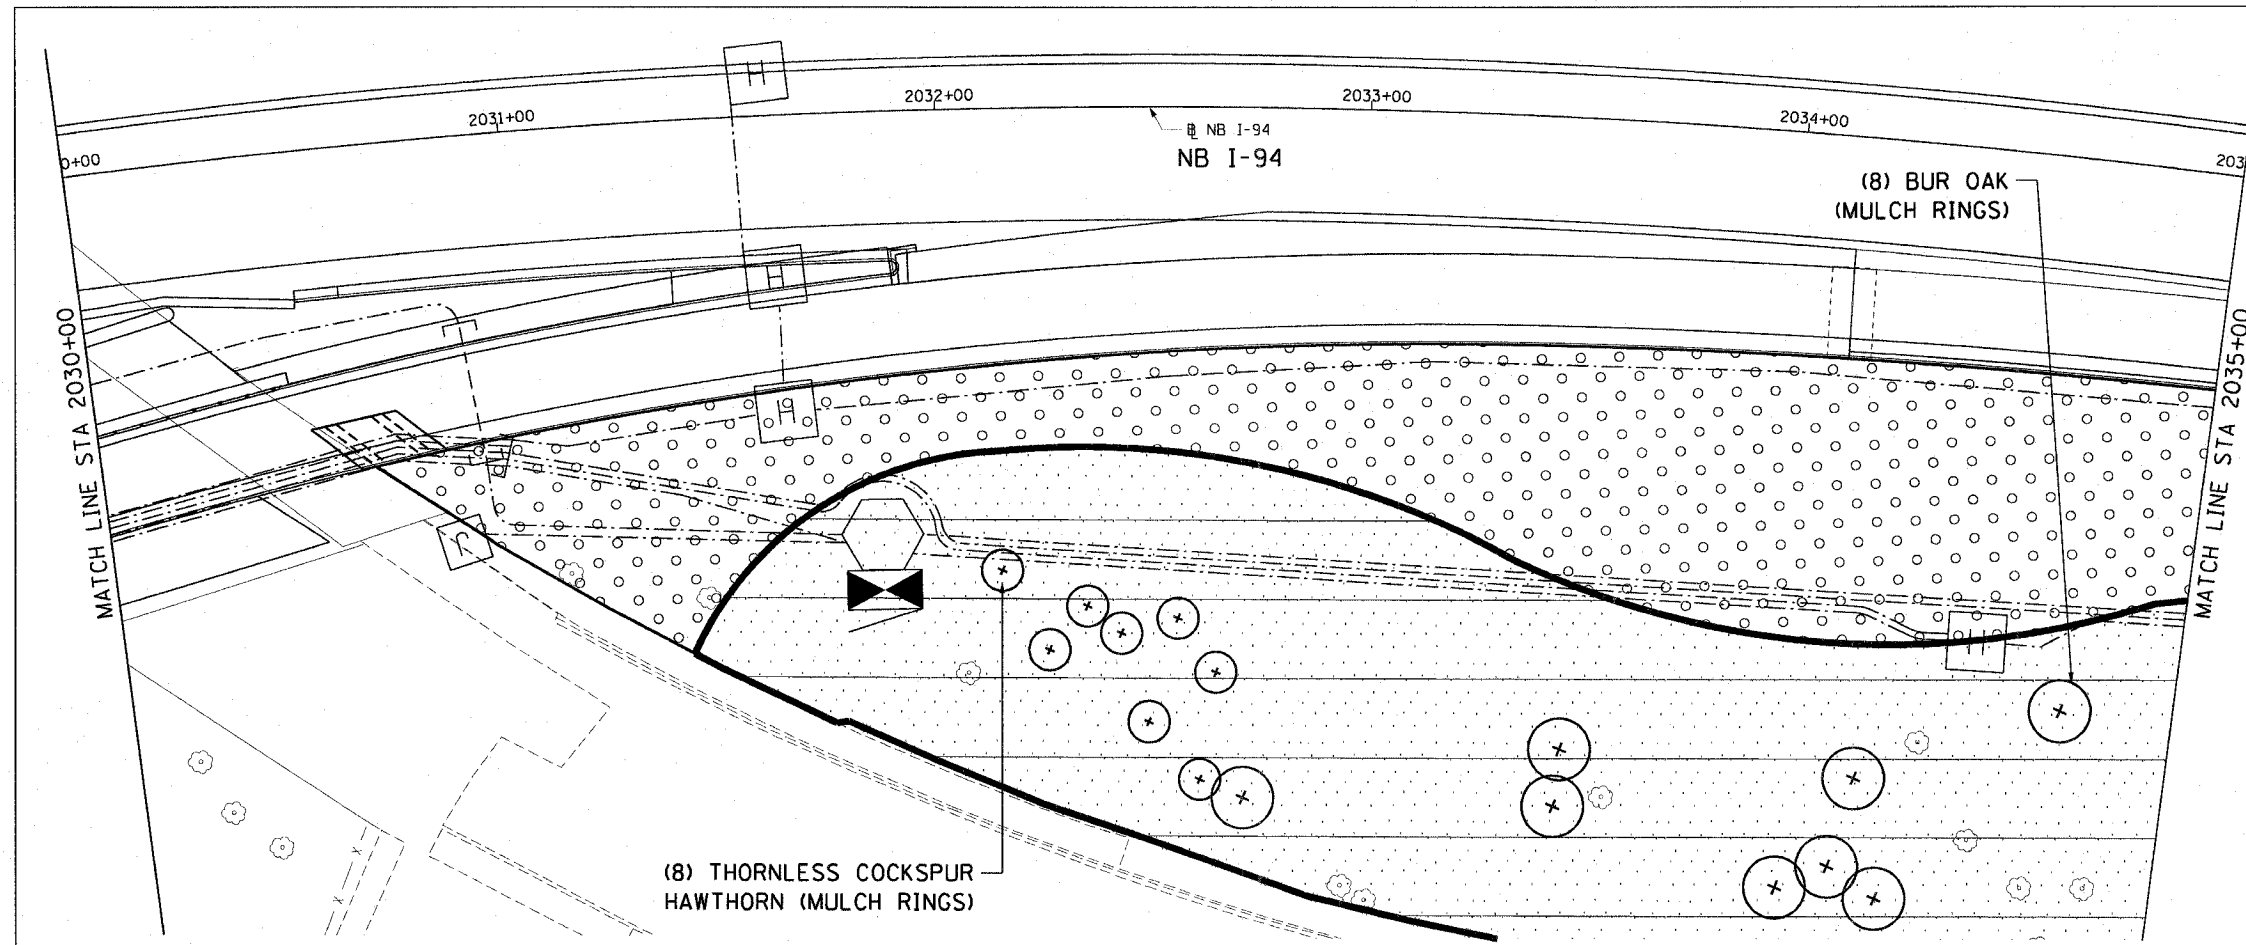 2031+00
2032+00
2033+00
2034+00
0+00
203
℄ NB I-94
NB I-94
(8) BUR OAK
(MULCH RINGS)
MATCH LINE STA 2030+00
MATCH LINE STA 2035+00
H
H
H
H
J
(8) THORNLESS COCKSPUR
HAWTHORN (MULCH RINGS)